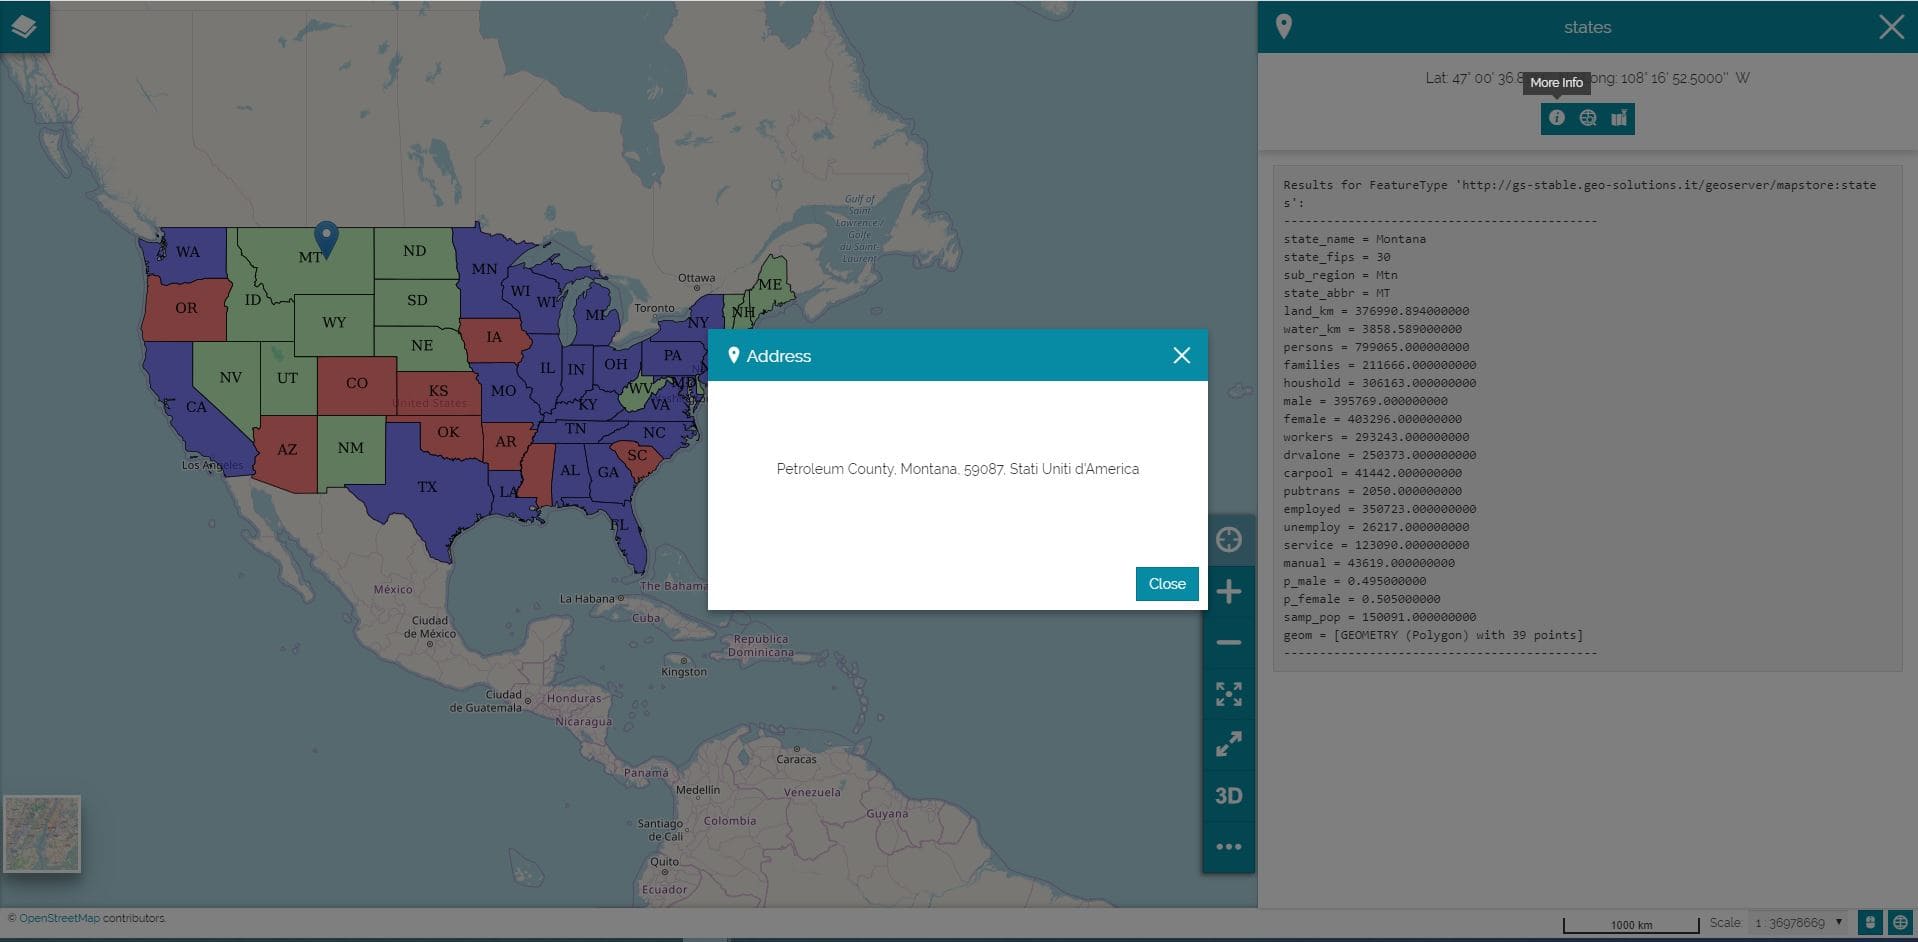 states
Lat: 47° 00' 36.8
ong: 108° 16' 52.5000'' W
More Info
Results for FeatureType 'http://gs-stable.geo-solutions.it/geoserver/mapstore:state
s':
--------------------------------------------
state_name = Montana
state_fips = 30
sub_region = Mtn
state_abbr = MT
land_km = 376990.894000000
water_km = 3858.589000000
persons = 799065.000000000
families = 211666.000000000
houshold = 306163.000000000
male = 395769.000000000
female = 403296.000000000
workers = 293243.000000000
drvalone = 250373.000000000
carpool = 41442.000000000
pubtrans = 2050.000000000
employed = 350723.000000000
unemploy = 26217.000000000
service = 123090.000000000
manual = 43619.000000000
p_male = 0.495000000
p_female = 0.505000000
samp_pop = 150091.000000000
geom = [GEOMETRY (Polygon) with 39 points]
--------------------------------------------
Address
Petroleum County, Montana, 59087, Stati Uniti d'America
Close
Gulf of
Saint
Lawrence /
Golfe
du Saint-
Laurent
WA
MT
ND
MN
OR
ID
SD
WI
WI
MI
Ottawa
Toronto
ME
NH
NY
WY
IA
NE
NV
UT
CO
KS
United States
MO
IL
IN
OH
PA
WV
MD
VA
KY
CA
AZ
NM
OK
AR
TN
NC
SC
Los Angeles
TX
LA
AL
GA
FL
México
Ciudad
de México
La Habana
The Bahama
Cuba
República
Dominicana
Kingston
Ciudad
de Guatemala
Honduras
Nicaragua
Panamá
Caracas
Medellín
Venezuela
Santiago
de Cali
Colombia
Guyana
Quito
Ecuador
3D
© OpenStreetMap contributors.
1000 km
Scale: 1 : 36978669